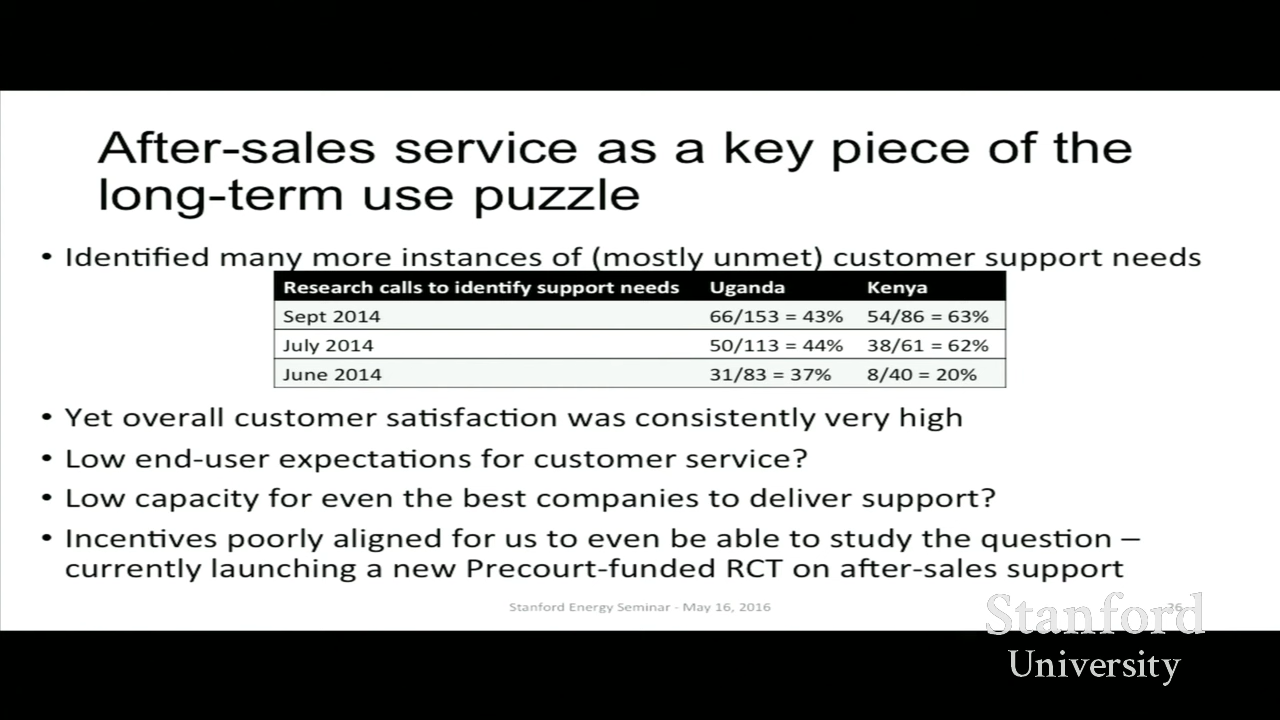 After-sales service as a key piece of the
long-term use puzzle
• Identified many more instances of (mostly unmet) customer support needs
Research calls to identify support needs Uganda Kenya
Sept 2014 66/153 = 43% 54/86 = 63%
July 2014 50/113 = 44% 38/61 = 62%
June 2014 31/83 = 37% 8/40 = 20%
• Yet overall customer satisfaction was consistently very high
• Low end-user expectations for customer service?
• Low capacity for even the best companies to deliver support?
• Incentives poorly aligned for us to even be able to study the question –
currently launching a new Precourt-funded RCT on after-sales support
Stanford Energy Seminar - May 16, 2016
36
Stanford
University